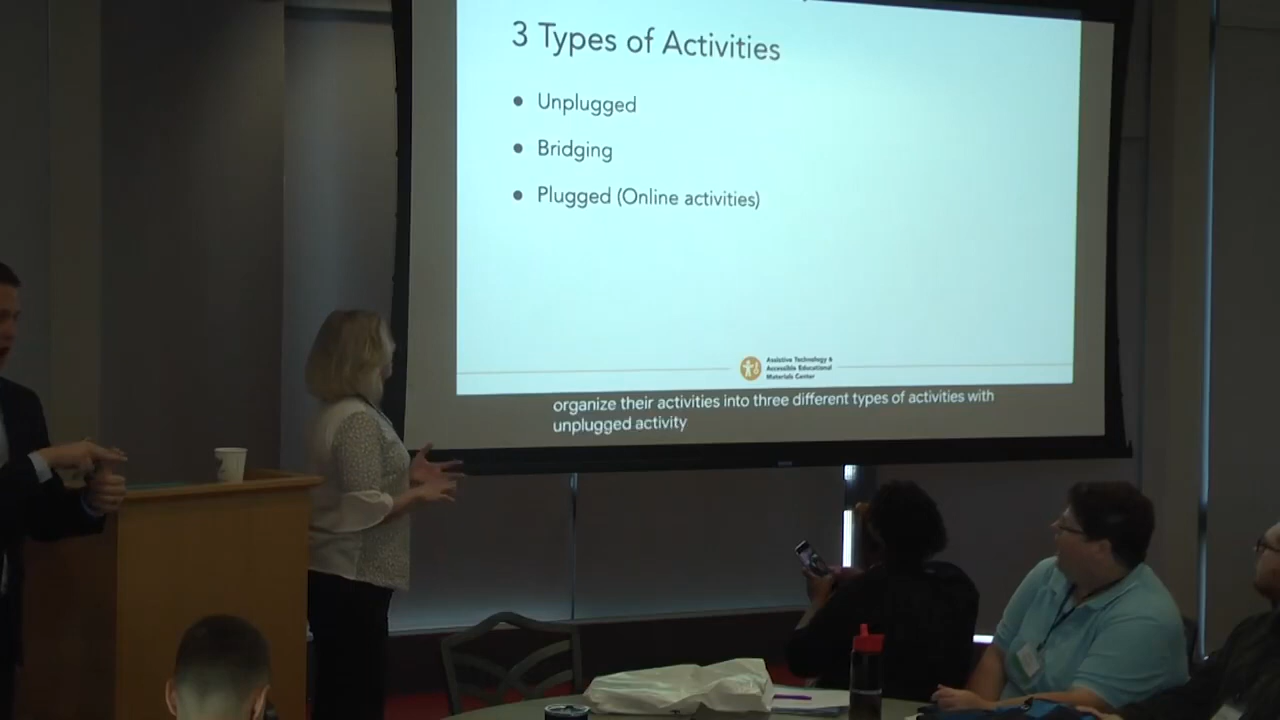 3 Types of Activities
● Unplugged
● Bridging
● Plugged (Online activities)
Assistive Technology &
Accessible Educational
Materials Center
organize their activities into three different types of activities with
unplugged activity